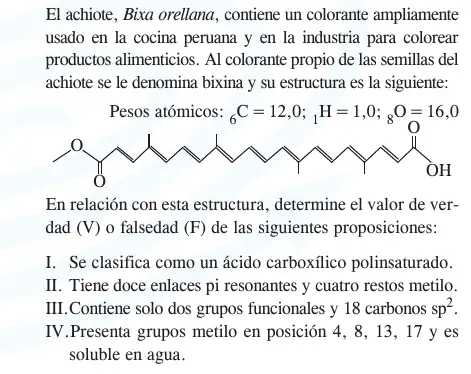 El achiote, Bixa orellana, contiene un colorante ampliamente
usado en la cocina peruana y en la industria para colorear
productos alimenticios. Al colorante propio de las semillas del
achiote se le denomina bixina y su estructura es la siguiente:
Pesos atómicos: ₆C = 12,0; ₁H = 1,0; ₈O = 16,0
O
O
O
OH
En relación con esta estructura, determine el valor de ver-
dad (V) o falsedad (F) de las siguientes proposiciones:
I. Se clasifica como un ácido carboxílico polinsaturado.
II. Tiene doce enlaces pi resonantes y cuatro restos metilo.
III.Contiene solo dos grupos funcionales y 18 carbonos sp².
IV.Presenta grupos metilo en posición 4, 8, 13, 17 y es
soluble en agua.